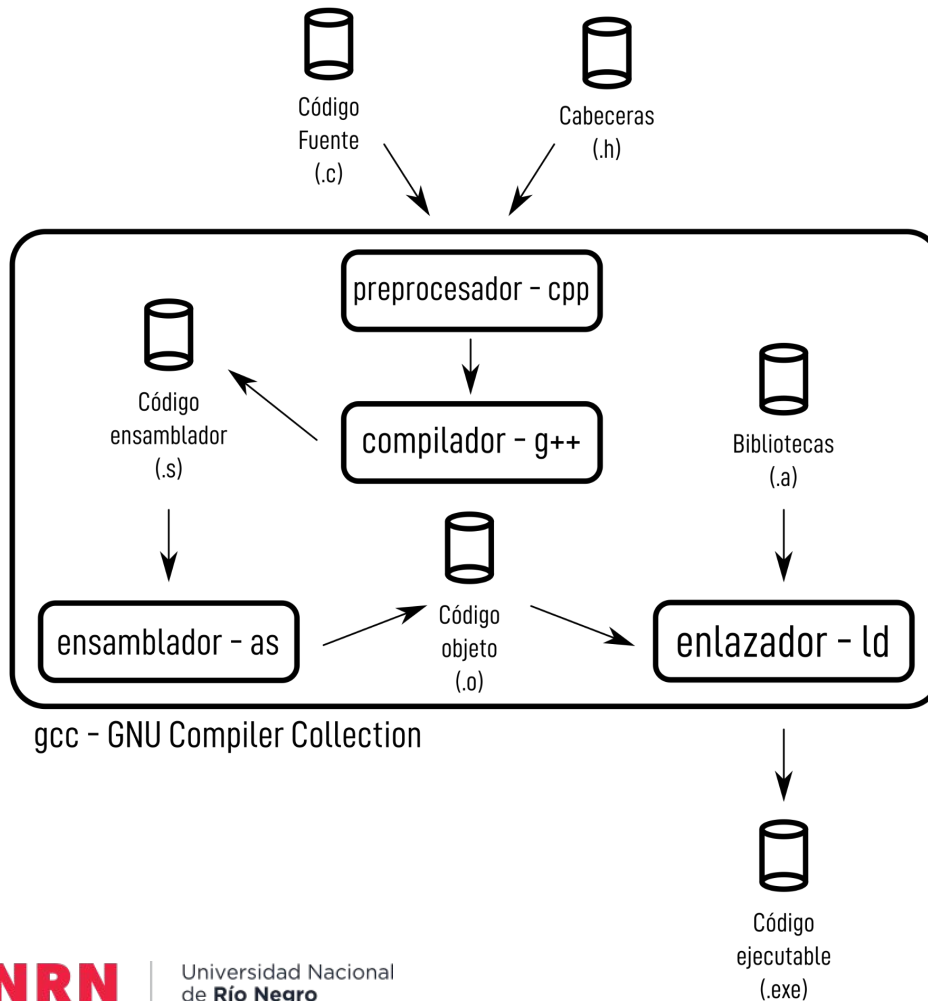 Código
Fuente
(.c)
Cabeceras
(.h)
preprocesador - cpp
Código
ensamblador
(.s)
compilador - g++
Bibliotecas
(.a)
ensamblador - as
Código
objeto
(.o)
enlazador - ld
gcc - GNU Compiler Collection
Código
ejecutable
(.exe)
NRN
Universidad Nacional
de Río Negro